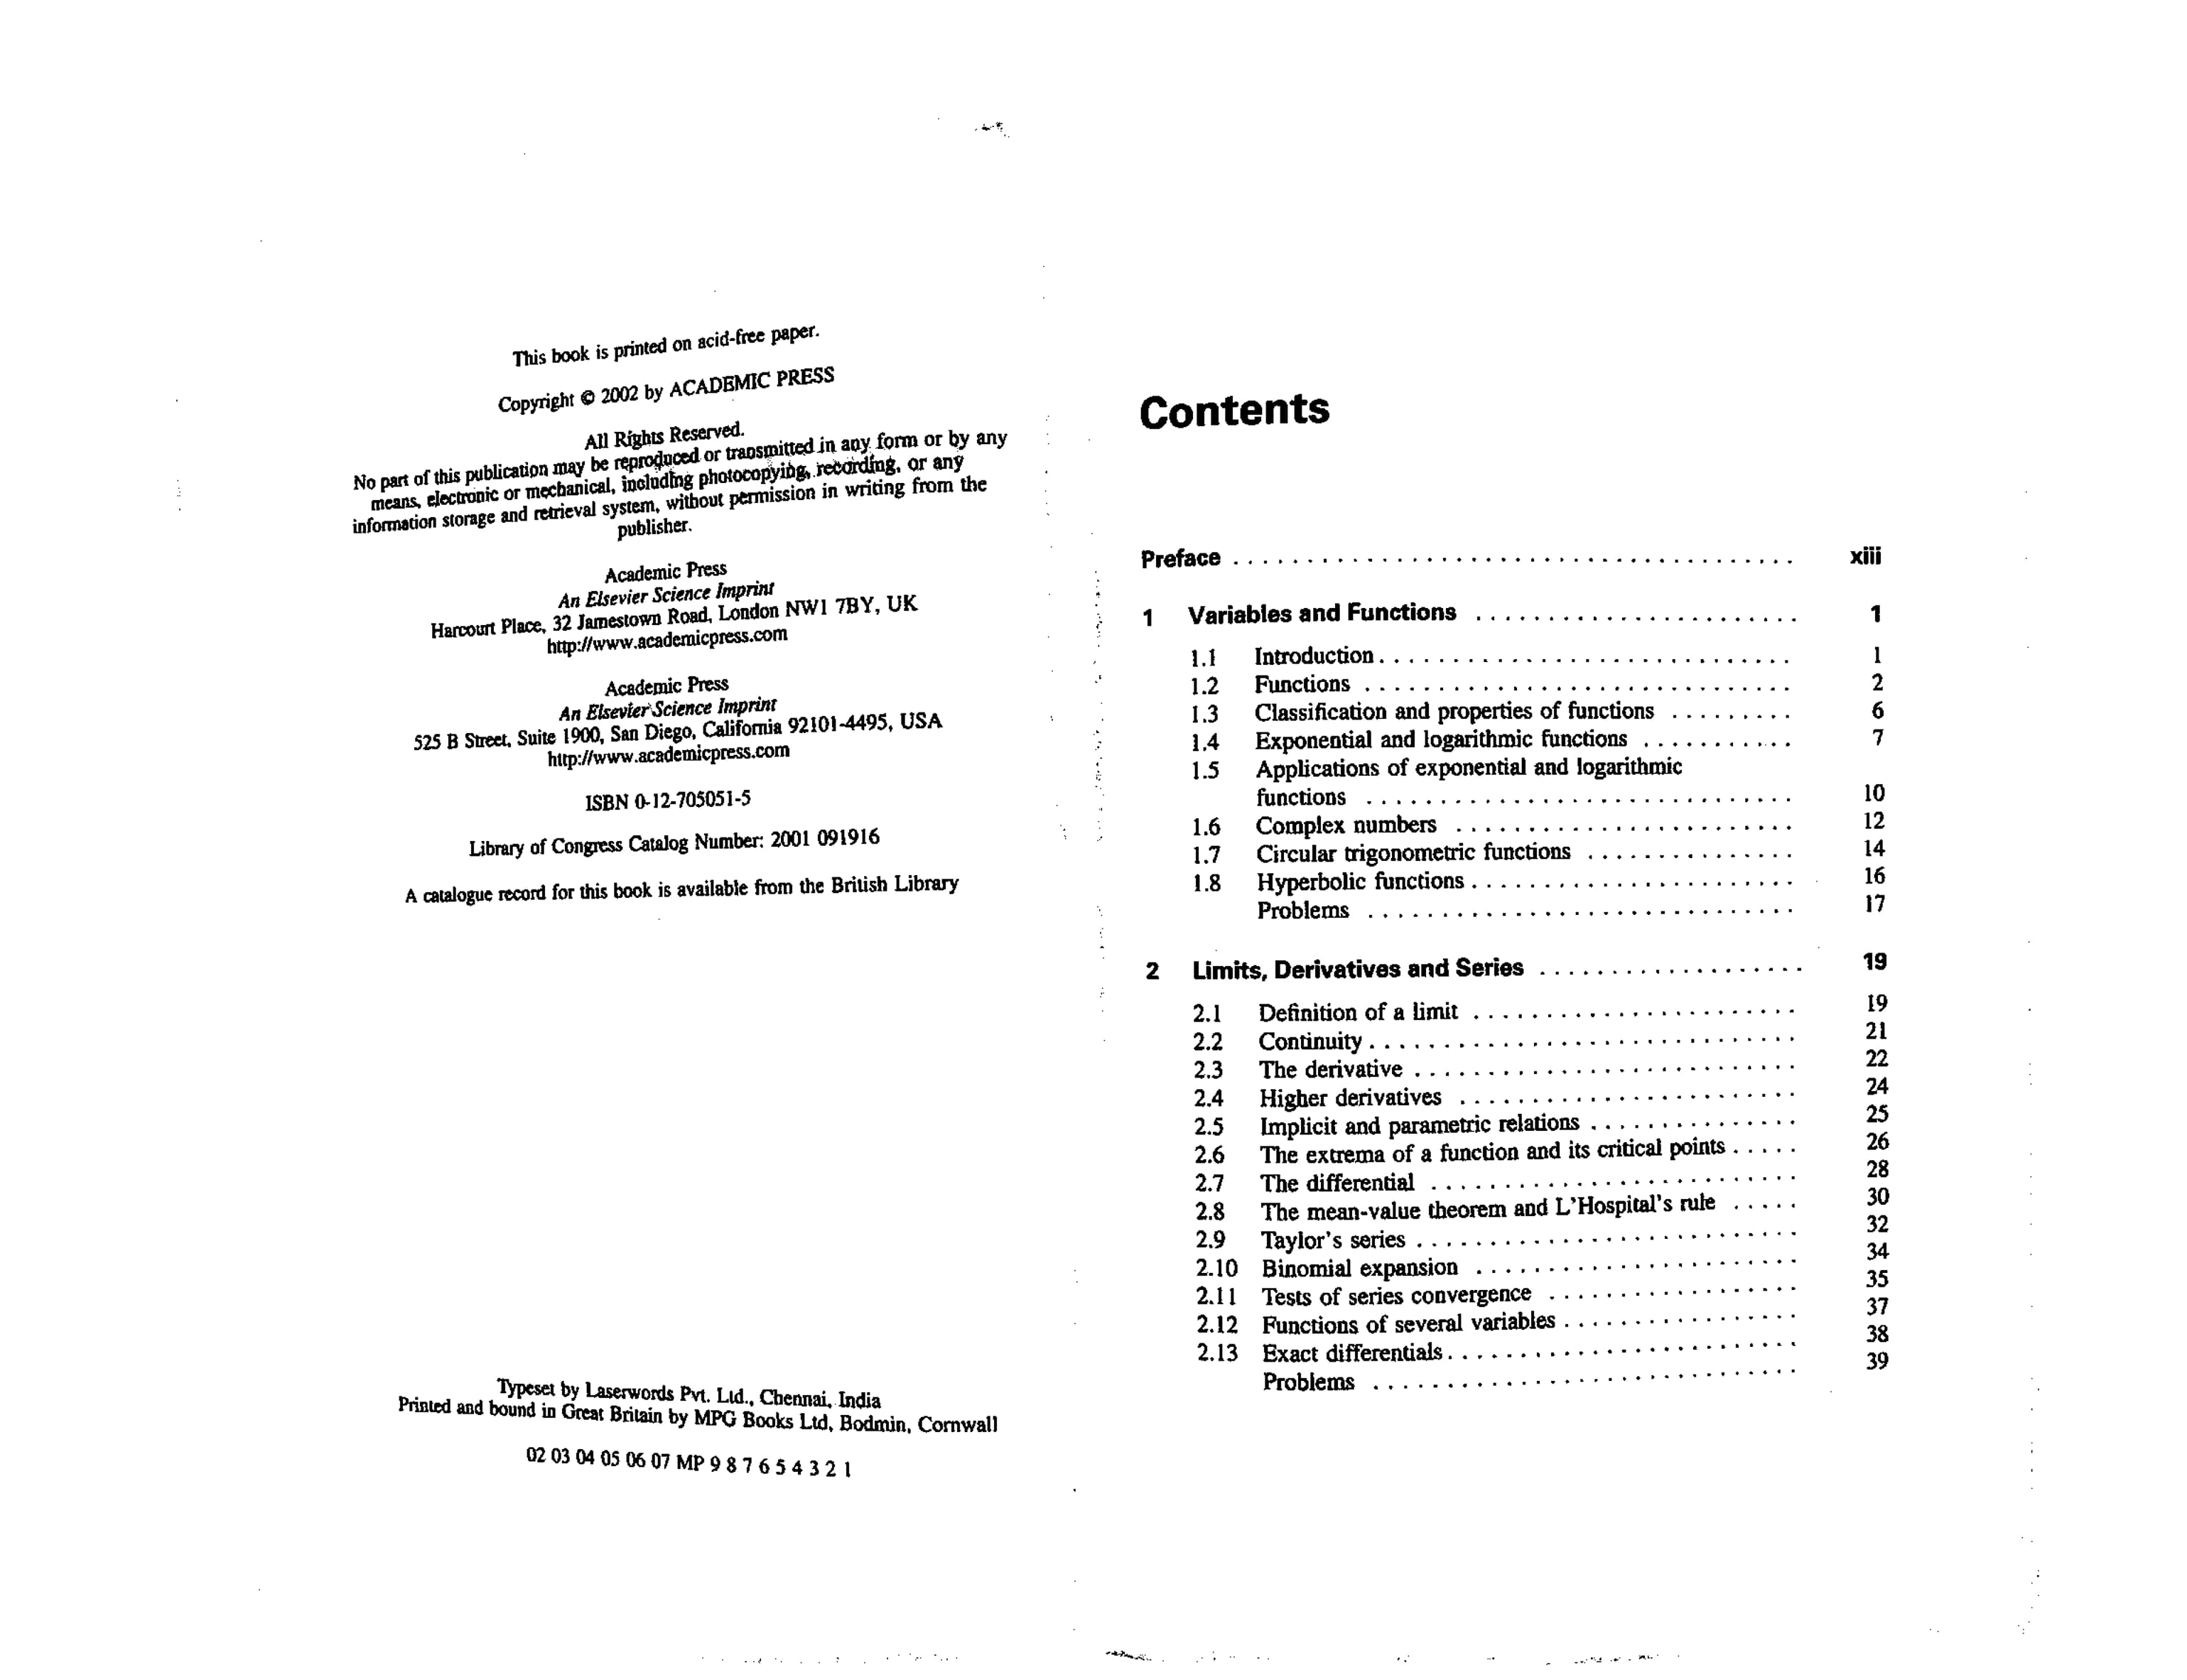 This book is printed on acid-free paper.
Copyright © 2002 by ACADEMIC PRESS
All Rights Reserved.
No part of this publication may be reproduced or transmitted in any form or by any
means, electronic or mechanical, including photocopying, recording, or any
information storage and retrieval system, without permission in writing from the
publisher.
Academic Press
An Elsevier Science Imprint
Harcourt Place, 32 Jamestown Road, London NW1 7BY, UK
http://www.academicpress.com
Academic Press
An Elsevier Science Imprint
525 B Street, Suite 1900, San Diego, California 92101-4495, USA
http://www.academicpress.com
ISBN 0-12-705051-5
Library of Congress Catalog Number: 2001 091916
A catalogue record for this book is available from the British Library
Typeset by Laserwords Pvt. Ltd., Chennai, India
Printed and bound in Great Britain by MPG Books Ltd, Bodmin, Cornwall
02 03 04 05 06 07 MP 9 8 7 6 5 4 3 2 1
Contents
Preface . . . . . . . . . . . . . . . . . . . . xiii
1 Variables and Functions . . . . . . . . . . 1
1.1 Introduction . . . . . . . . . . 1
1.2 Functions . . . . . . . . . . 2
1.3 Classification and properties of functions . . . . . . . . . 6
1.4 Exponential and logarithmic functions . . . . . . . . . . 7
1.5 Applications of exponential and logarithmic
functions . . . . . . . . . . 10
1.6 Complex numbers . . . . . . . . . . 12
1.7 Circular trigonometric functions . . . . . . . . . . 14
1.8 Hyperbolic functions . . . . . . . . . . 16
Problems . . . . . . . . . . 17
2 Limits, Derivatives and Series . . . . . . . . . . 19
2.1 Definition of a limit . . . . . . . . . . 19
2.2 Continuity . . . . . . . . . . 21
2.3 The derivative . . . . . . . . . . 22
2.4 Higher derivatives . . . . . . . . . . 24
2.5 Implicit and parametric relations . . . . . . . . . . 25
2.6 The extrema of a function and its critical points . . . . . 26
2.7 The differential . . . . . . . . . . 28
2.8 The mean-value theorem and L'Hospital's rule . . . . . 30
2.9 Taylor's series . . . . . . . . . . 32
2.10 Binomial expansion . . . . . . . . . . 34
2.11 Tests of series convergence . . . . . . . . . . 35
2.12 Functions of several variables . . . . . . . . . . 37
2.13 Exact differentials . . . . . . . . . . 38
Problems . . . . . . . . . . 39